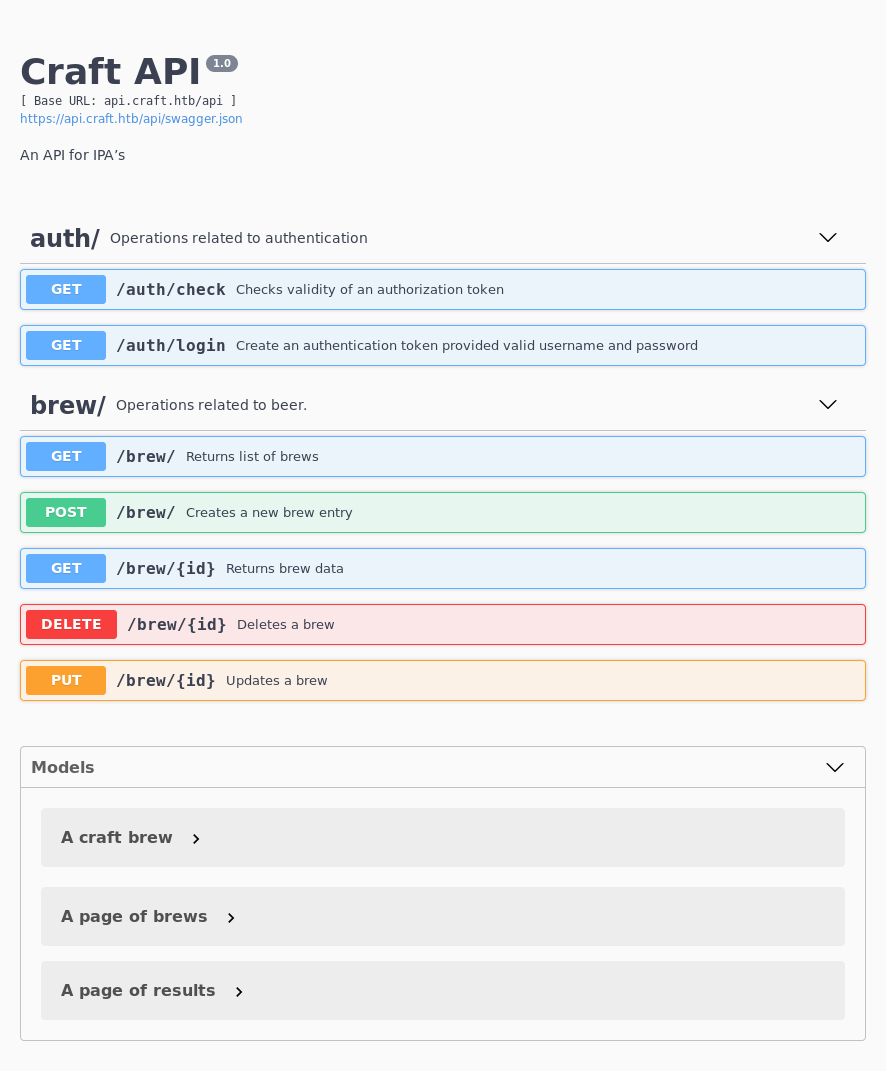 Craft API 1.0
[ Base URL: api.craft.htb/api ]
https://api.craft.htb/api/swagger.json
An API for IPA’s
auth/ Operations related to authentication
GET /auth/check Checks validity of an authorization token
GET /auth/login Create an authentication token provided valid username and password
brew/ Operations related to beer.
GET /brew/ Returns list of brews
POST /brew/ Creates a new brew entry
GET /brew/{id} Returns brew data
DELETE /brew/{id} Deletes a brew
PUT /brew/{id} Updates a brew
Models
A craft brew
A page of brews
A page of results